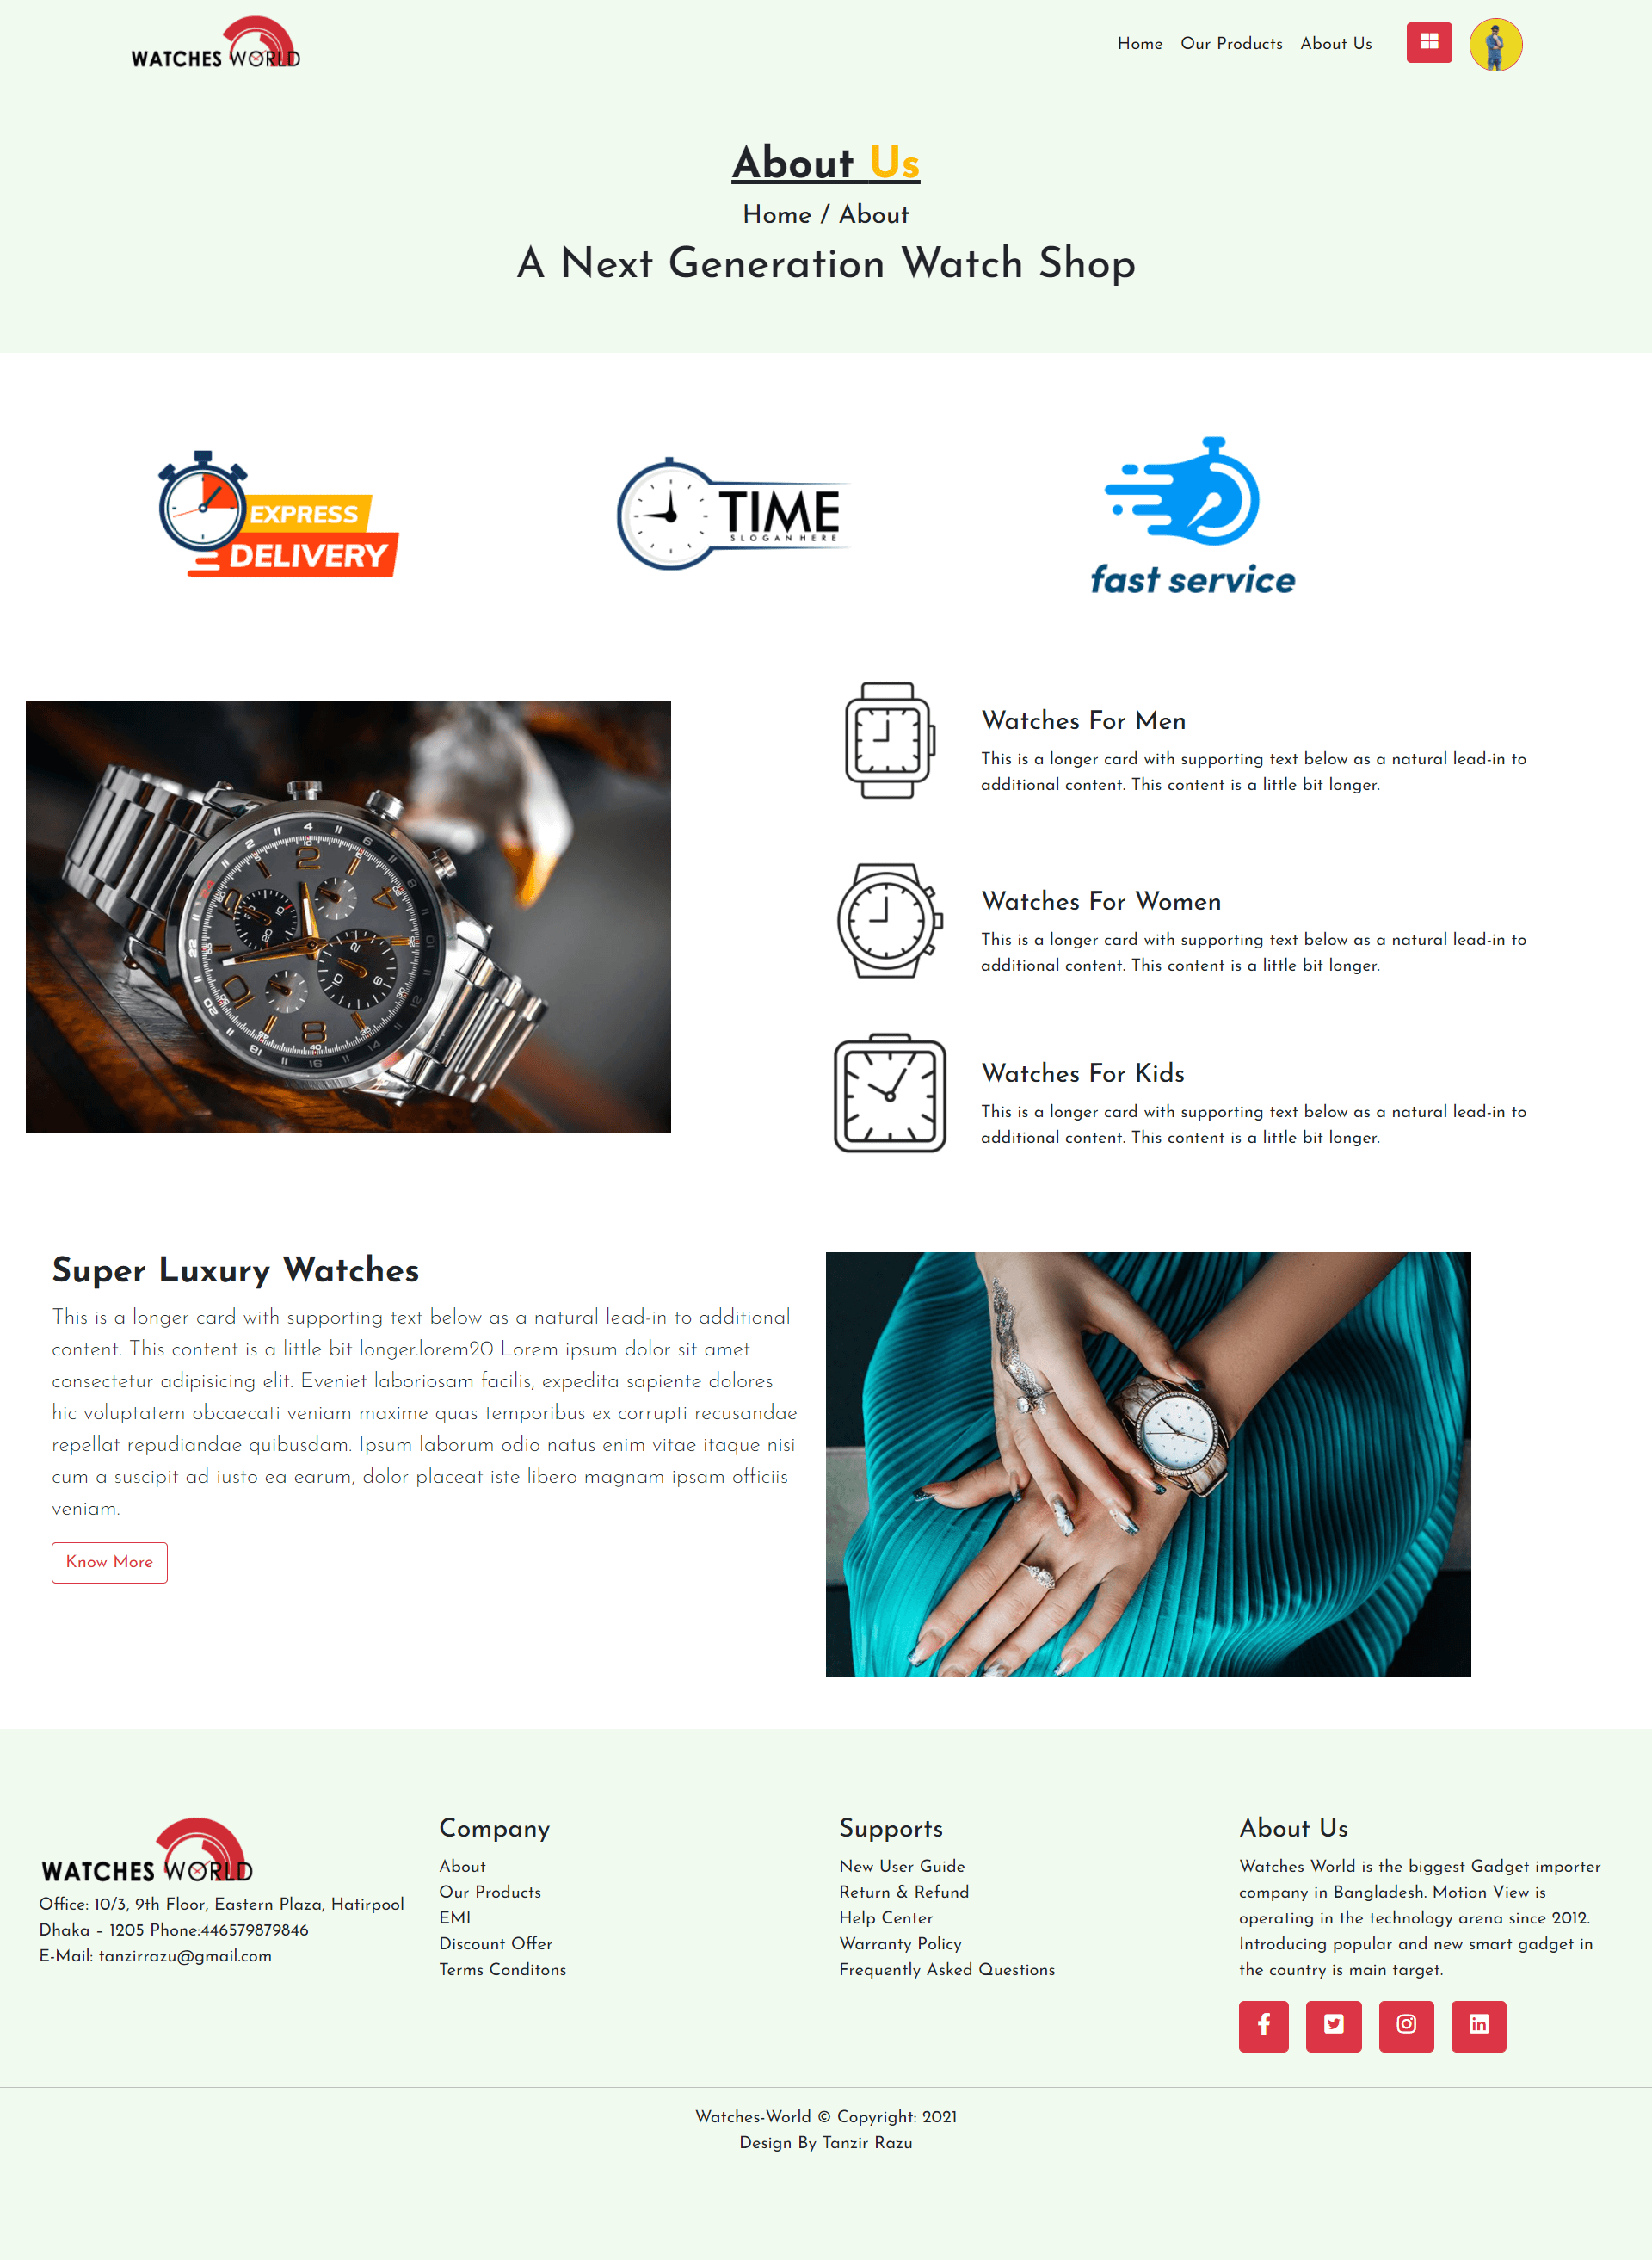 WATCHES WORLD
Home
Our Products
About Us
About Us
Home / About
A Next Generation Watch Shop
EXPRESS
DELIVERY
TIME
SLOGAN HERE
fast service
Watches For Men
This is a longer card with supporting text below as a natural lead-in to
additional content. This content is a little bit longer.
Watches For Women
This is a longer card with supporting text below as a natural lead-in to
additional content. This content is a little bit longer.
Watches For Kids
This is a longer card with supporting text below as a natural lead-in to
additional content. This content is a little bit longer.
Super Luxury Watches
This is a longer card with supporting text below as a natural lead-in to additional
content. This content is a little bit longer.lorem20 Lorem ipsum dolor sit amet
consectetur adipisicing elit. Eveniet laboriosam facilis, expedita sapiente dolores
hic voluptatem obcaecati veniam maxime quas temporibus ex corrupti recusandae
repellat repudiandae quibusdam. Ipsum laborum odio natus enim vitae itaque nisi
cum a suscipit ad iusto ea earum, dolor placeat iste libero magnam ipsam officiis
veniam.
Know More
WATCHES WORLD
Office: 10/3, 9th Floor, Eastern Plaza, Hatirpool
Dhaka – 1205 Phone:446579879846
E-Mail: tanzirrazu@gmail.com
Company
About
Our Products
EMI
Discount Offer
Terms Conditons
Supports
New User Guide
Return & Refund
Help Center
Warranty Policy
Frequently Asked Questions
About Us
Watches World is the biggest Gadget importer
company in Bangladesh. Motion View is
operating in the technology arena since 2012.
Introducing popular and new smart gadget in
the country is main target.
Watches-World © Copyright: 2021
Design By Tanzir Razu